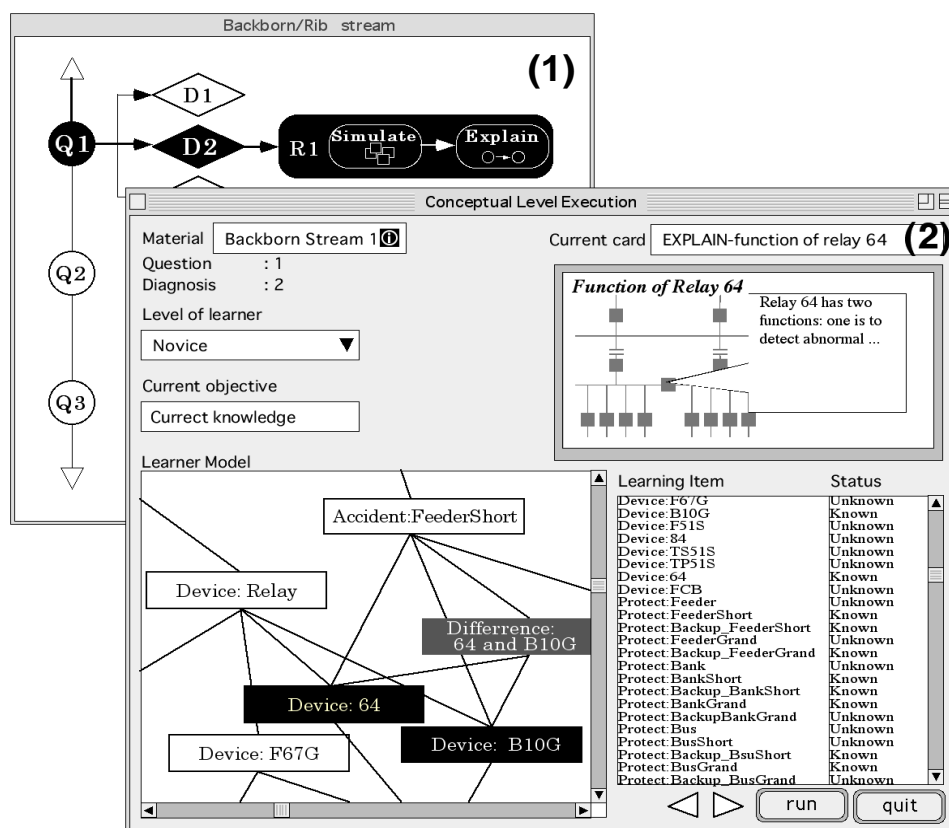 Backborn/Rib stream
(1)
D1
Q1
D2
R1
Simulate
Explain
Q2
Q3
Conceptual Level Execution
(2)
Material
Backborn Stream 1
Current card
EXPLAIN-function of relay 64
Question : 1
Diagnosis : 2
Level of learner
Novice
Current objective
Currect knowledge
Function of Relay 64
Relay 64 has two
functions: one is to
detect abnormal ...
Learner Model
Accident:FeederShort
Device: Relay
Differrence:
64 and B10G
Device: 64
Device: F67G
Device: B10G
Learning Item Status
Device:F67G Unknown
Device:B10G Known
Device:F51S Unknown
Device:84 Unknown
Device:TS51S Unknown
Device:TP51S Unknown
Device:64 Known
Device:FCB Unknown
Protect:Feeder Unknown
Protect:FeederShort Known
Protect:Backup_FeederShort Known
Protect:FeederGrand Unknown
Protect:Backup_FeederGrand Known
Protect:Bank Unknown
Protect:BankShort Known
Protect:Backup_BankShort Known
Protect:BankGrand Known
Protect:BackupBankGrand Unknown
Protect:Bus Unknown
Protect:BusShort Unknown
Protect:Backup_BsuShort Known
Protect:BusGrand Known
Protect:Backup_BusGrand Unknown
run
quit